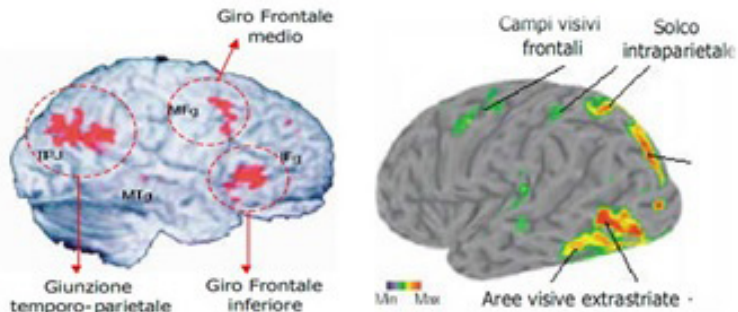 Giro Frontale
medio
MFg
IFg
TPJ
MTg
Giunzione
temporo-parietale
Giro Frontale
inferiore
Campi visivi
frontali
Solco
intraparietale
Min
Max
Aree visive extrastriate -